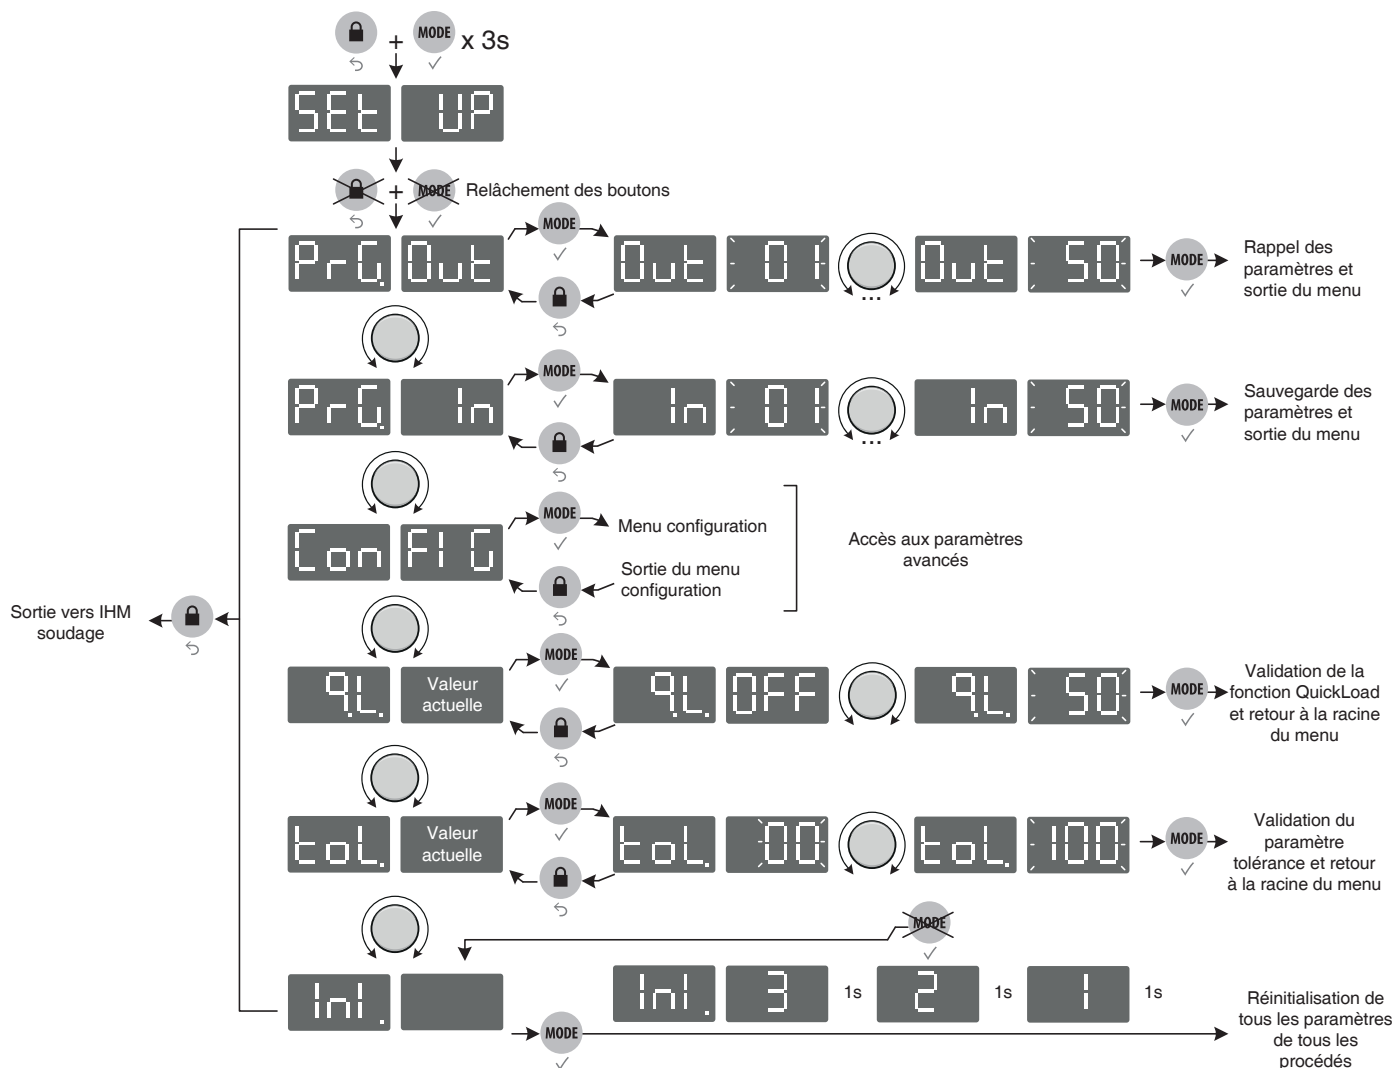 MODE x 3s
+
SEt UP
+ MODE Relâchement des boutons
PrG. Out
MODE
Out 01
...
Out 50
MODE
Rappel des
paramètres et
sortie du menu
PrG. In
MODE
In 01
...
In 50
MODE
Sauvegarde des
paramètres et
sortie du menu
Con FIG
MODE
Menu configuration
Sortie du menu
configuration
Accès aux paramètres
avancés
Sortie vers IHM
soudage
q.L. Valeur
actuelle
MODE
q.L. OFF
q.L. 50
MODE
Validation de la
fonction QuickLoad
et retour à la racine
du menu
toL. Valeur
actuelle
MODE
toL. 00
toL. 100
MODE
Validation du
paramètre
tolérance et retour
à la racine du menu
MODE
InI.
InI. 3 1s 2 1s 1 1s
MODE
Réinitialisation de
tous les paramètres
de tous les
procédés